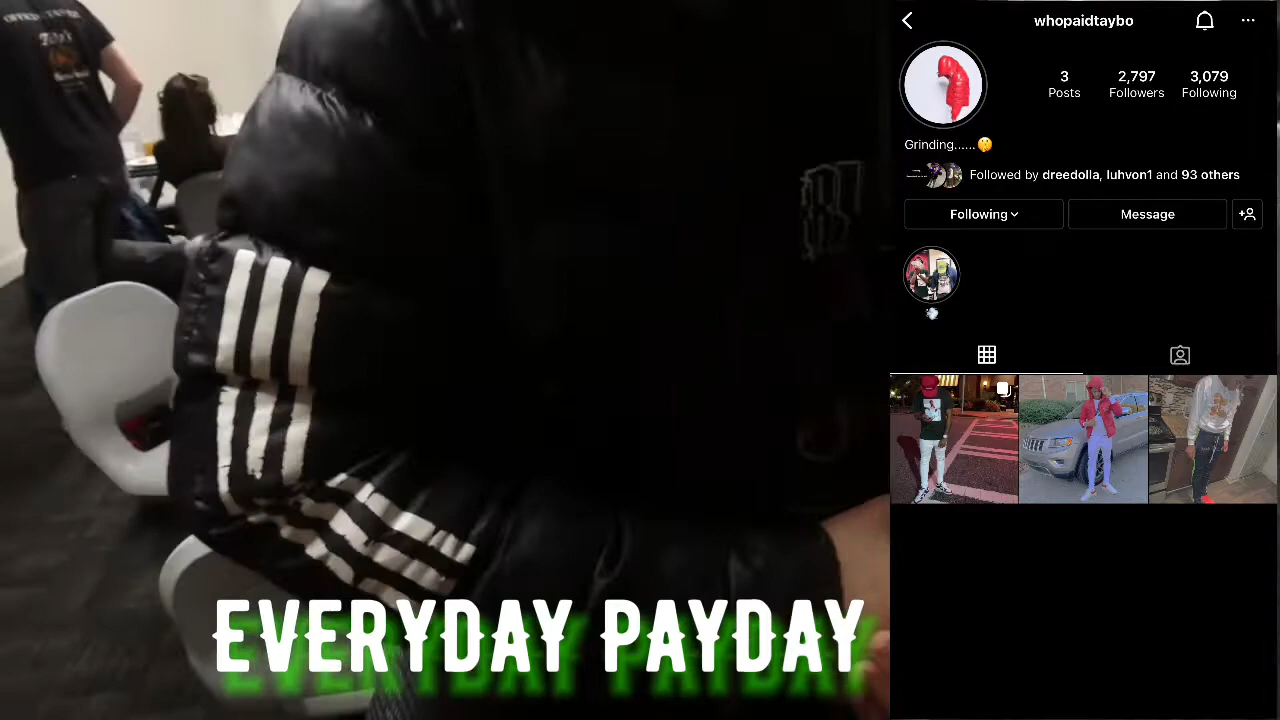 whopaidtaybo
3 2,797 3,079
Posts Followers Following
Grinding......🤫
Followed by dreedolla, luhvon1 and 93 others
Following Message
EVERYDAY PAYDAY